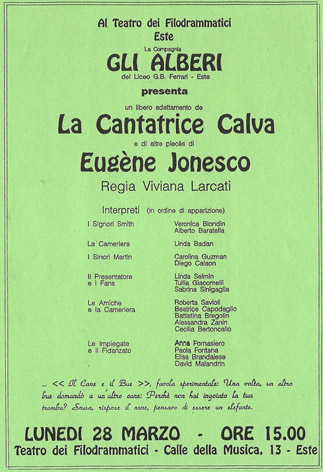 Al Teatro dei Filodrammatici
Este
La Compagnia
GLI ALBERI
del Liceo G.B. Ferrari - Este
presenta
un libero adattamento de
La Cantatrice Calva
e di altre piecès di
Eugène Jonesco
Regia Viviana Larcati
Interpreti (in ordine di apparizione)
I Signori Smith Veronica Biondin
Alberto Baratella
La Cameriera Linda Badan
I Sinori Martin Carolina Guzman
Diego Calaon
Il Presentatore Linda Selmin
e i Fans Tullia Giacomelli
Sabrina Sinigaglia
Le Amiche Roberta Savioli
e la Cameriera Beatrice Capodaglio
Battistina Bregolin
Alessandra Zanin
Cecilia Bertoncello
Le Impiegate Anna Fornasiero
e il Fidanzato Paola Fontana
Elisa Brandalese
David Malandrin
.. << Il Cane e il Bue >>, favola sperimentale: Una volta, un altro
bue domandò a un'altro cane: Perchè non hai ingoiato la tua
tromba? Scusa, rispose il cane, pensavo di essere un elefante.
LUNEDI 28 MARZO - ORE 15.00
Teatro dei Filodrammatici - Calle della Musica, 13 - Este